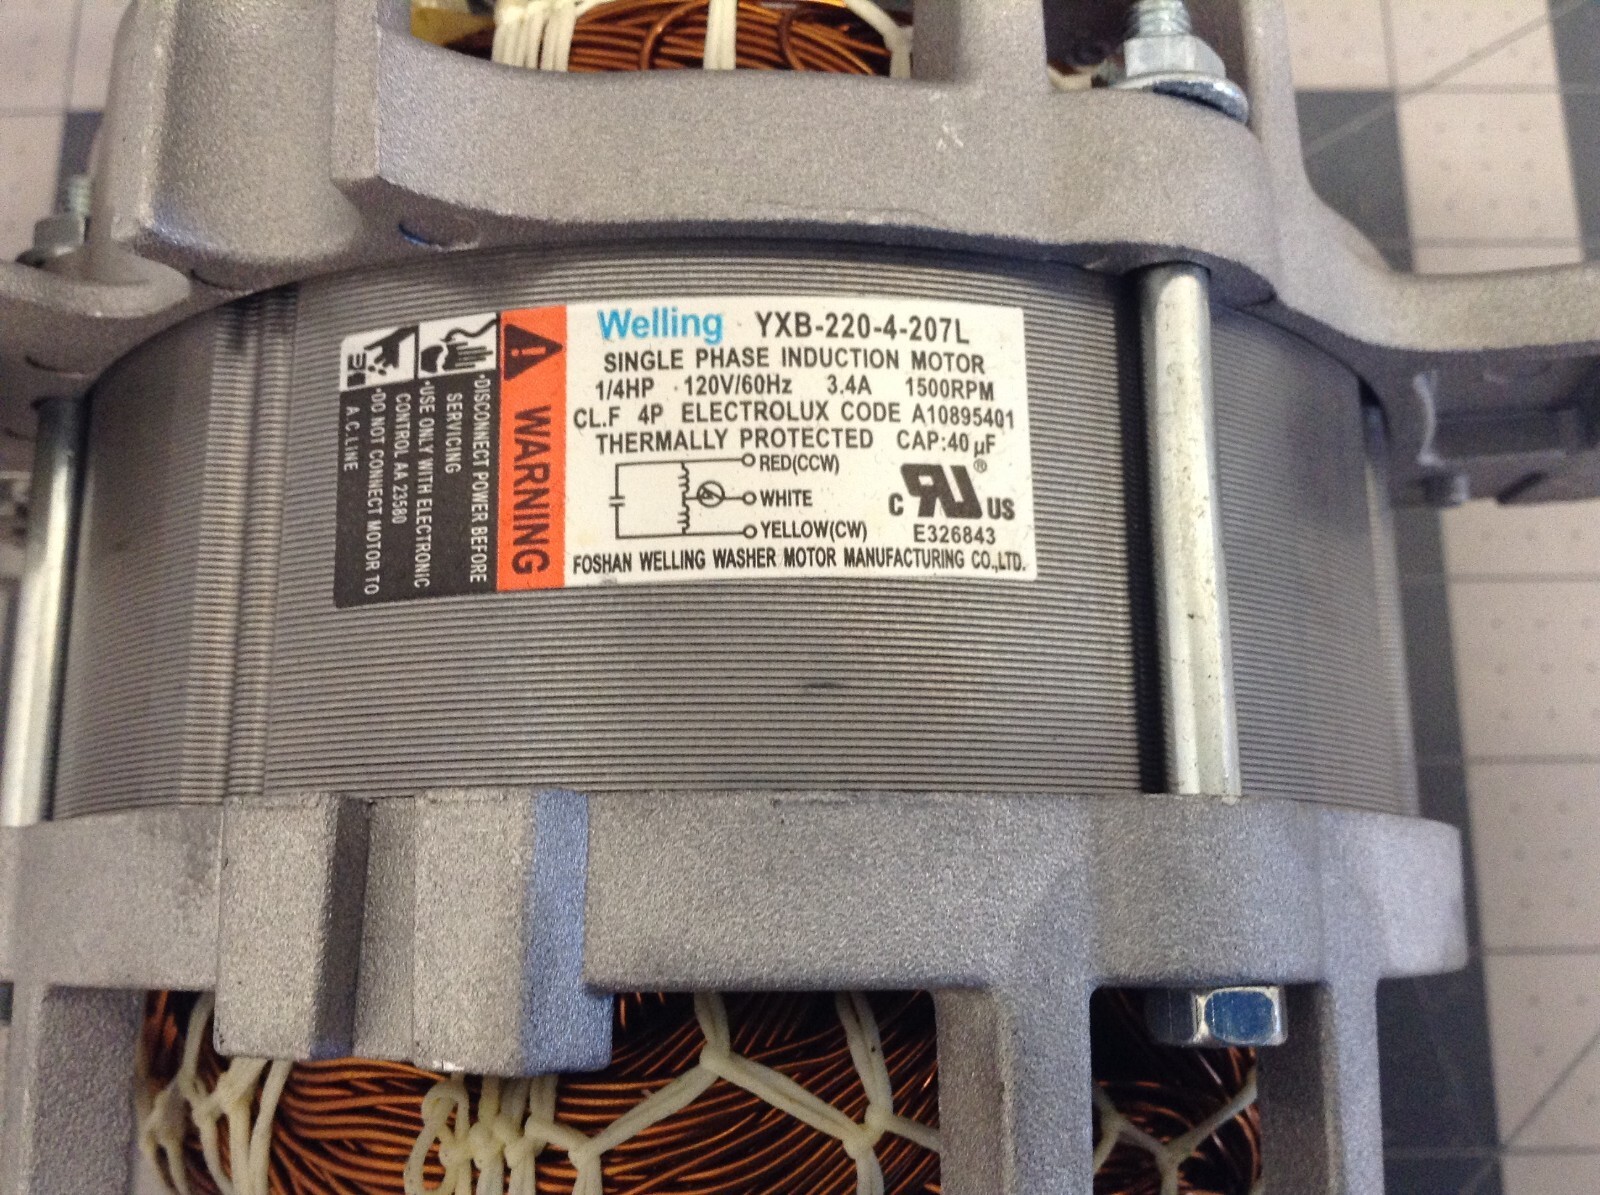 Welling YXB-220-4-207L
SINGLE PHASE INDUCTION MOTOR
1/4HP 120V/60Hz 3.4A 1500RPM
CL.F 4P ELECTROLUX CODE A10895401
THERMALLY PROTECTED CAP:40µF
RED(CCW)
WHITE
YELLOW(CW)
C RU US ®
E326843
FOSHAN WELLING WASHER MOTOR MANUFACTURING CO.,LTD.
WARNING
•DISCONNECT POWER BEFORE
SERVICING
•USE ONLY WITH ELECTRONIC
CONTROL AA 23580
•DO NOT CONNECT MOTOR TO
A.C.LINE